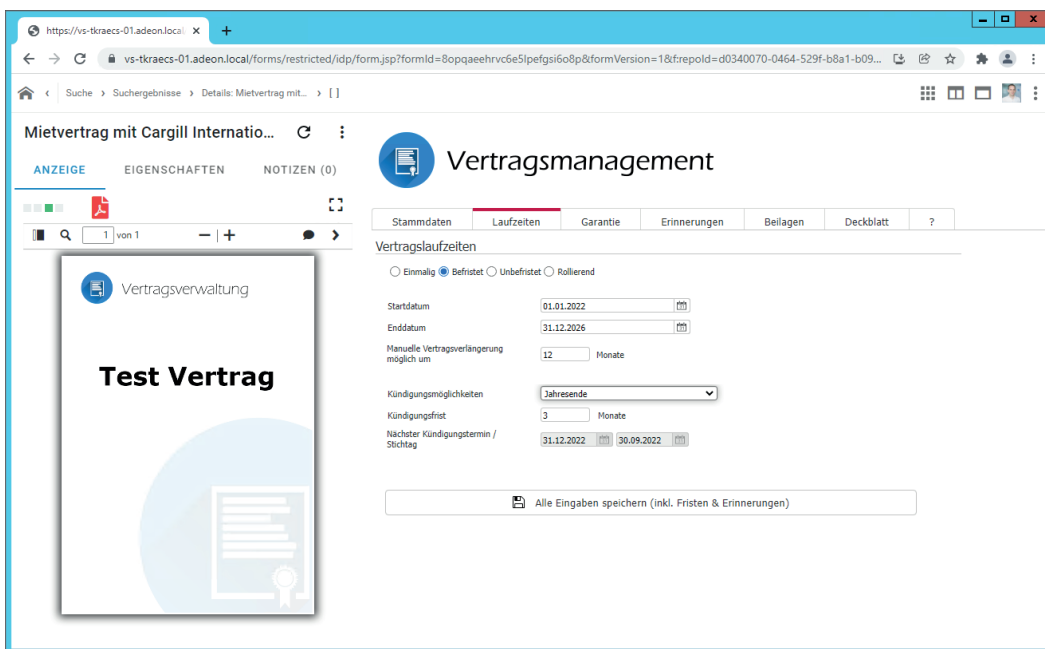 https://vs-tkraecs-01.adeon.local
vs-tkraecs-01.adeon.local/forms/restricted/idp/form.jsp?formId=8opqaeehrvc6e5lpefgsi6o8p&formVersion=1&f:repoId=d0340070-0464-529f-b8a1-b09...
Suche > Suchergebnisse > Details: Mietvertrag mit... > [ ]
Mietvertrag mit Cargill Internatio...
ANZEIGE EIGENSCHAFTEN NOTIZEN (0)
1 von 1
Vertragsverwaltung
Test Vertrag
Vertragsmanagement
Stammdaten Laufzeiten Garantie Erinnerungen Beilagen Deckblatt ?
Vertragslaufzeiten
Einmalig Befristet Unbefristet Rollierend
Startdatum 01.01.2022
Enddatum 31.12.2026
Manuelle Vertragsverlängerung
möglich um 12 Monate
Kündigungsmöglichkeiten Jahresende
Kündigungsfrist 3 Monate
Nächster Kündigungstermin /
Stichtag 31.12.2022 30.09.2022
Alle Eingaben speichern (inkl. Fristen & Erinnerungen)